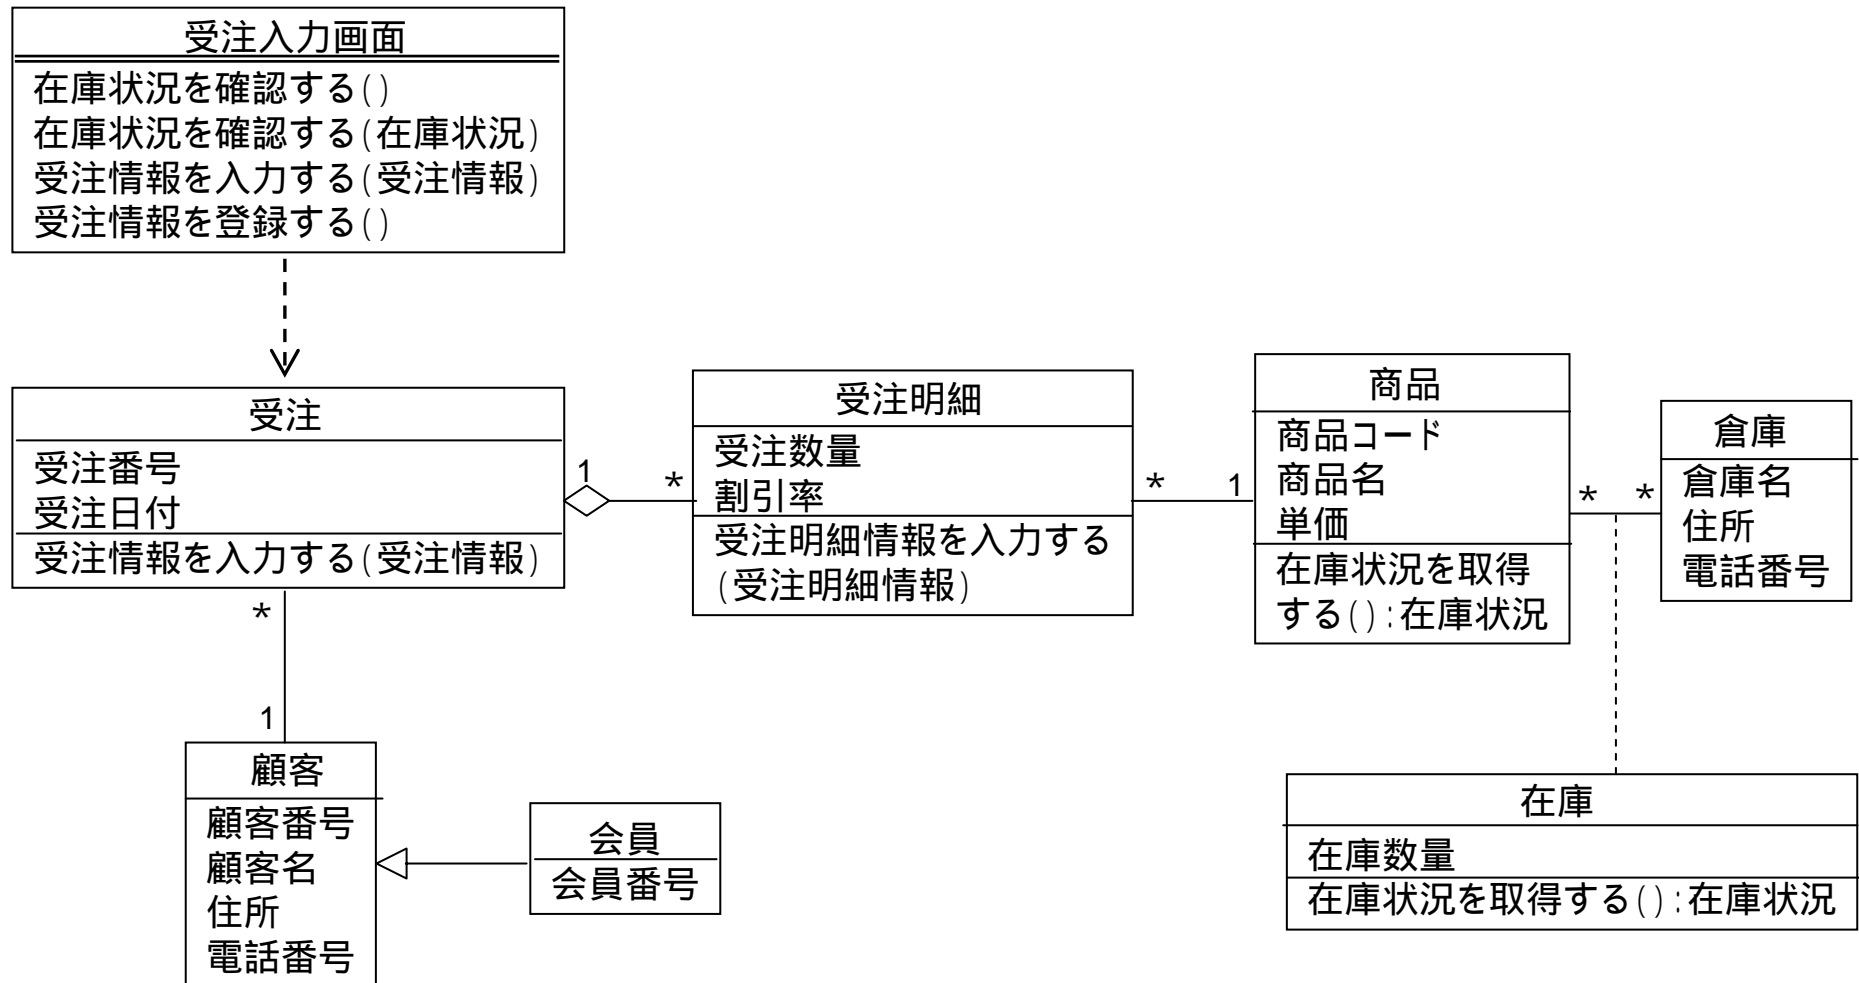 受注入力画面
在庫状況を確認する()
在庫状況を確認する(在庫状況)
受注情報を入力する(受注情報)
受注情報を登録する()
受注
受注番号
受注日付
受注情報を入力する(受注情報)
1
*
受注明細
受注数量
割引率
受注明細情報を入力する
(受注明細情報)
*
1
商品
商品コード
商品名
単価
在庫状況を取得
する():在庫状況
*
*
倉庫
倉庫名
住所
電話番号
*
1
顧客
顧客番号
顧客名
住所
電話番号
会員
会員番号
在庫
在庫数量
在庫状況を取得する():在庫状況